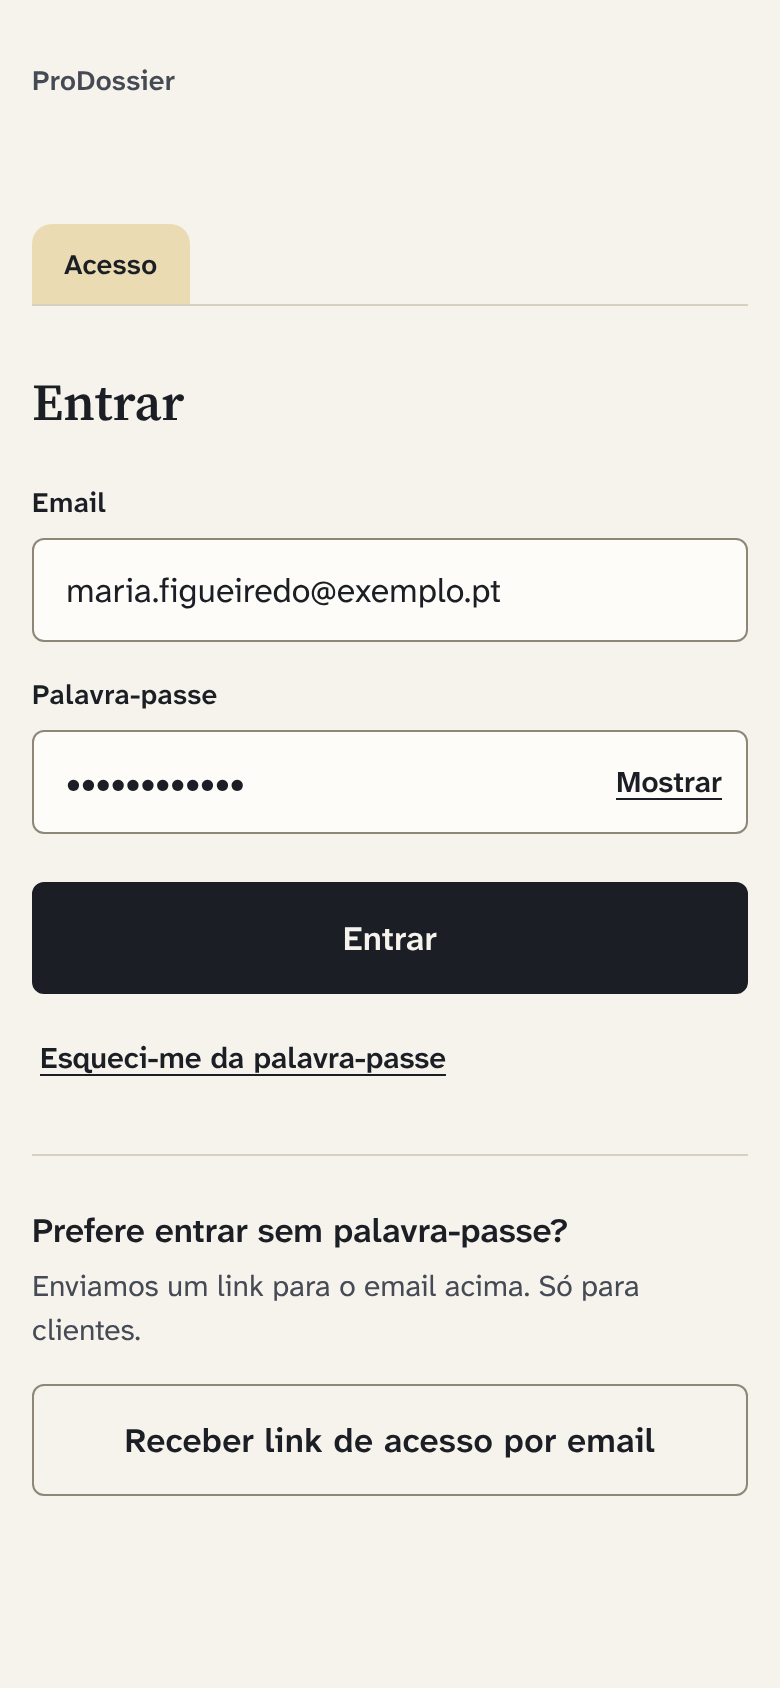 ProDossier
Acesso
Entrar
Email
maria.figueiredo@exemplo.pt
Palavra-passe
••••••••••••
Mostrar
Entrar
Esqueci-me da palavra-passe
Prefere entrar sem palavra-passe?
Enviamos um link para o email acima. Só para
clientes.
Receber link de acesso por email